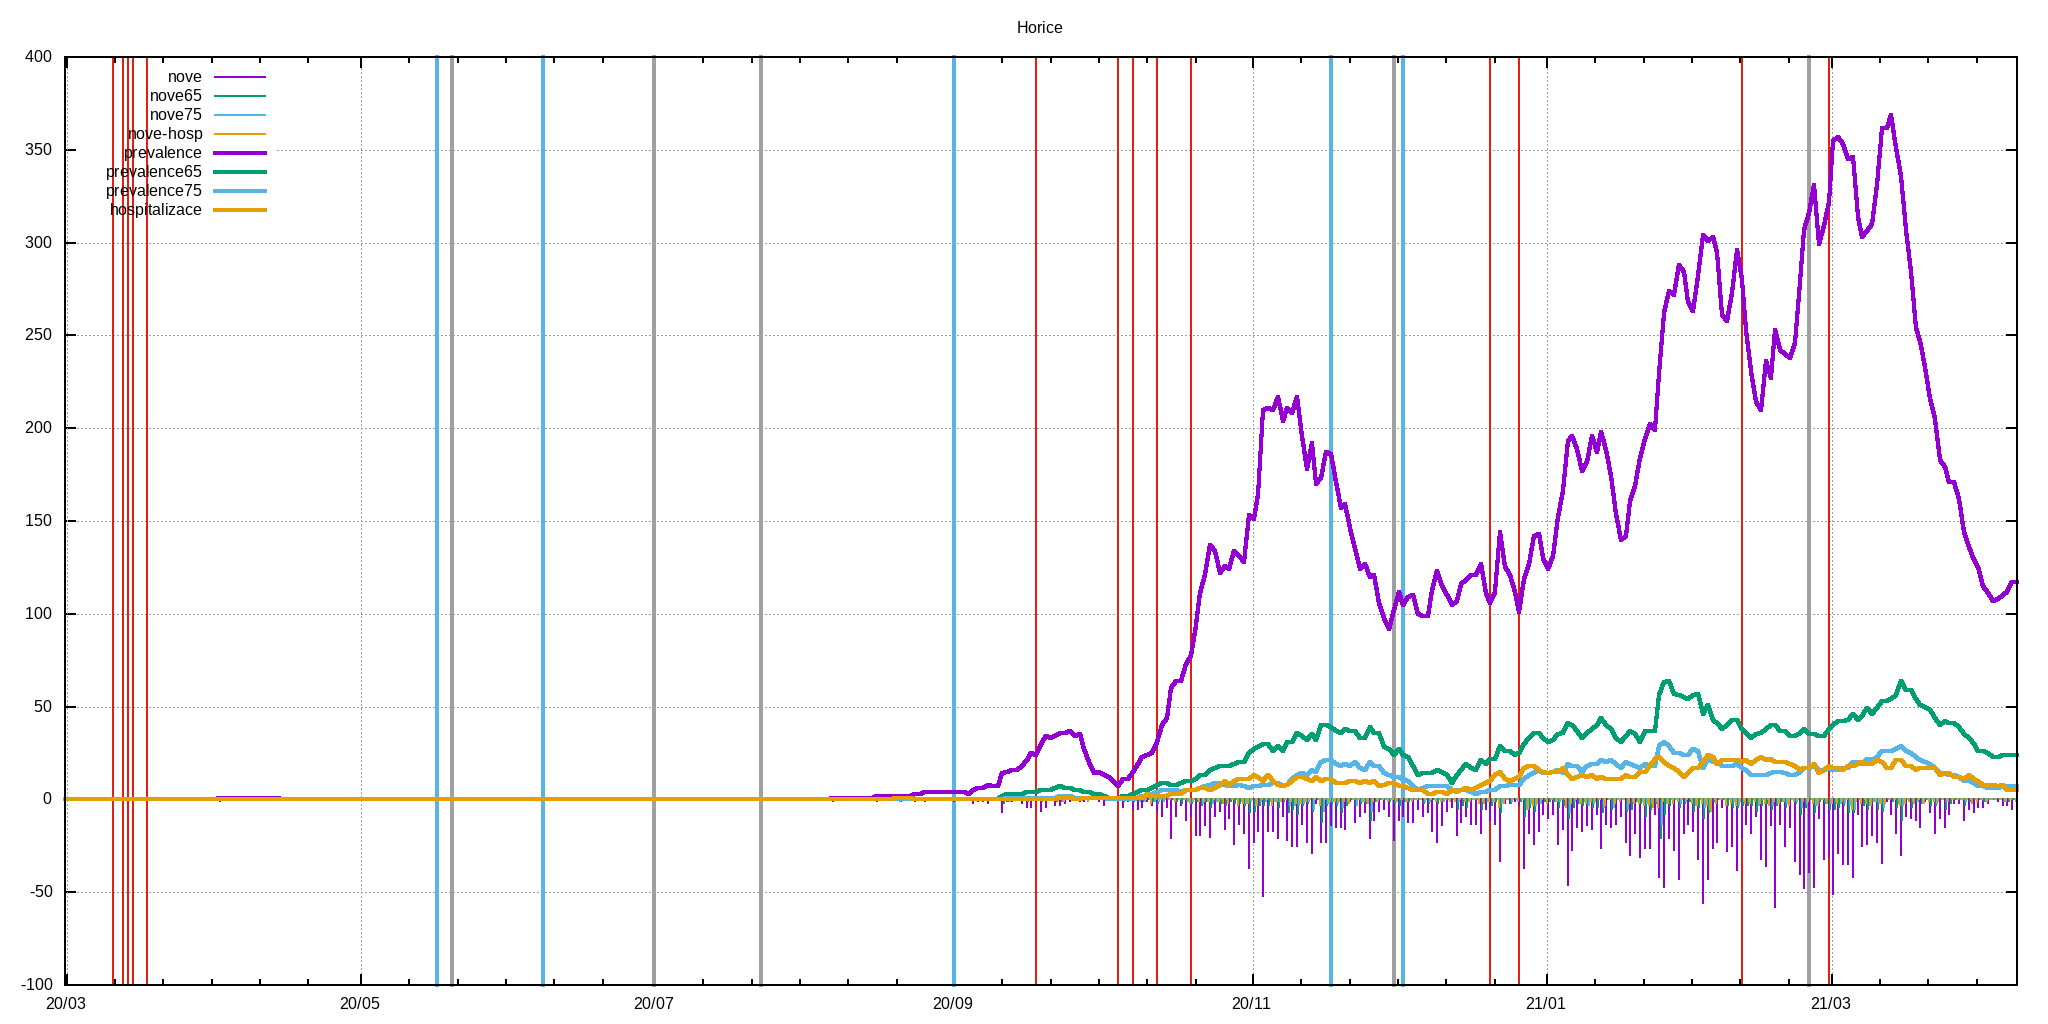 Horice
400
350
300
250
200
150
100
50
0
-50
-100
nove
nove65
nove75
nove-hosp
prevalence
prevalence65
prevalence75
hospitalizace
20/03 20/05 20/07 20/09 20/11 21/01 21/03